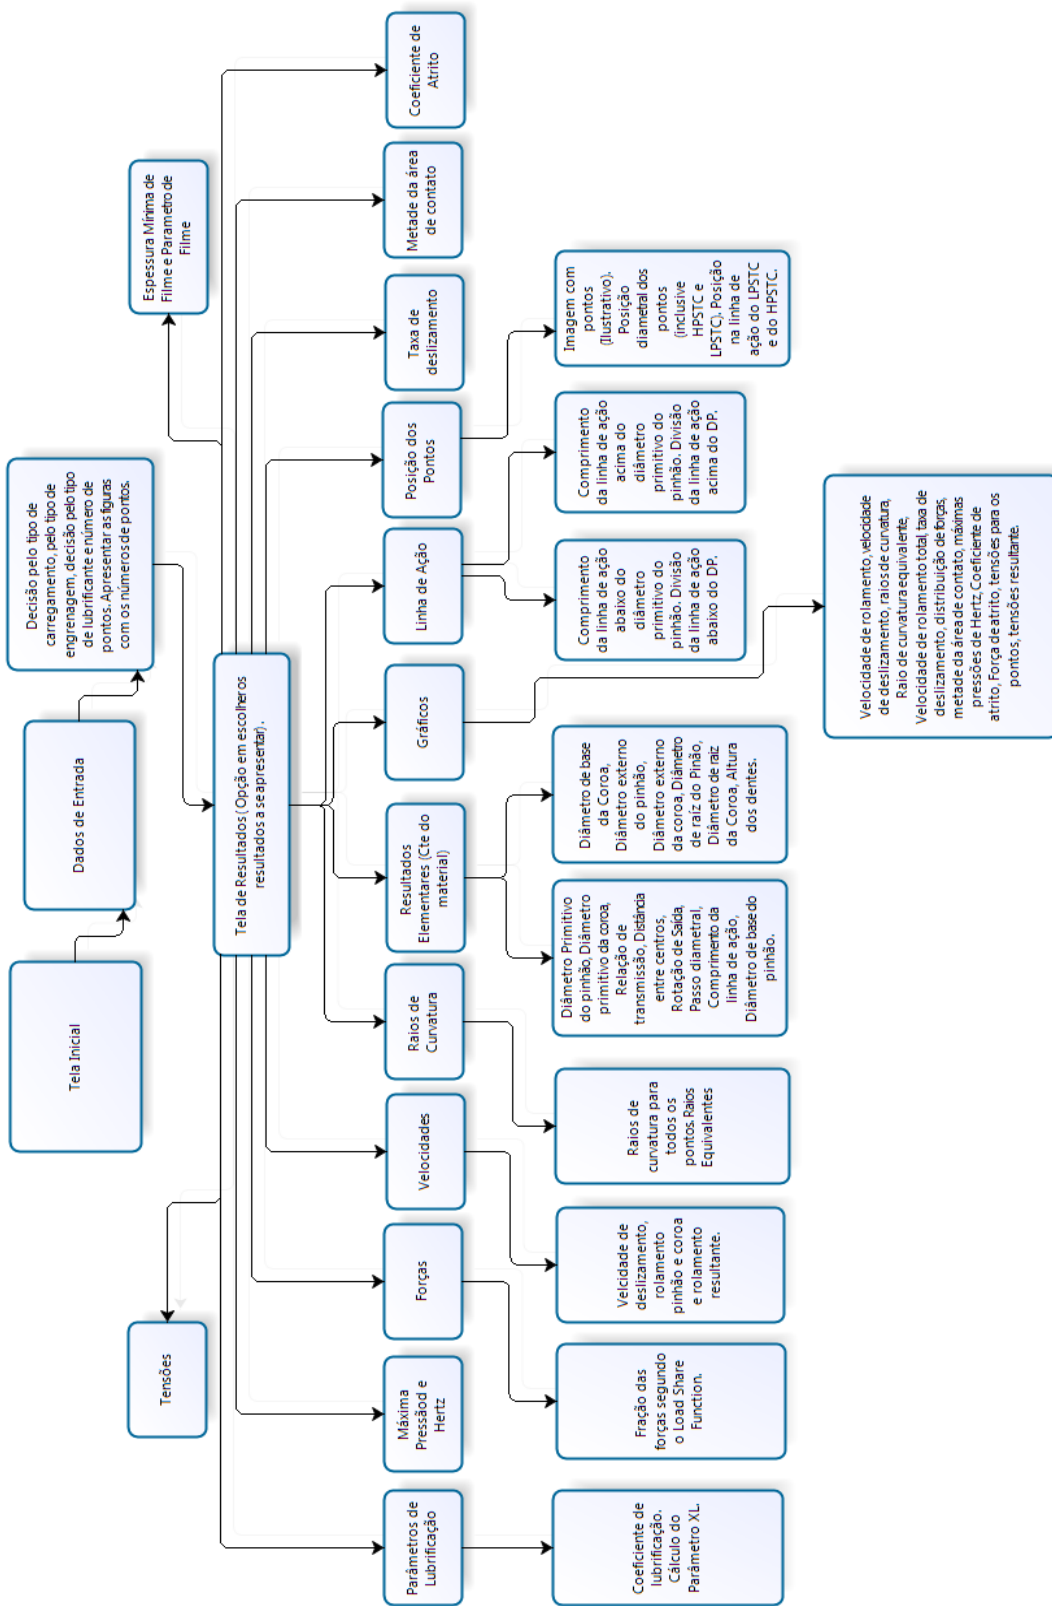 Tela Inicial
Dados de Entrada
Decisão pelo tipo de
carregamento, pelo tipo de
engrenagem, decisão pelo tipo
de lubrificante e número de
pontos. Apresentar as figuras
com os números de pontos.
Tensões
Tela de Resultados ( Opção em escolher os
resultados a se apresentar) .
Espessura Mínima de
Filme e Parametro de
Filme
Parâmetros de
Lubrificação
Máxima
Pressãod e
Hertz
Forças
Velocidades
Raios de
Curvatura
Resultados
Elementares (Cte do
material)
Gráficos
Linha de Ação
Posição dos
Pontos
Taxa de
deslizamento
Metade da área
de contato
Coeficiente de
Atrito
Coeficiente de
lubrificação.
Cálculo do
Parâmetro XL.
Fração das
forças segundo
o Load Share
Function.
Velcidade de
deslizamento,
rolamento
pinhão e coroa
e rolamento
resultante.
Raios de
curvatura para
todos os
pontos. Raios
Equivalentes
Diâmetro Primitivo
do pinhão, Diâmetro
primitivo da coroa,
Relação de
transmissão, Distância
entre centros,
Rotação de Saída,
Passo diametral,
Comprimento da
linha de ação,
Diâmetro de base do
pinhão.
Diâmetro de base
da Coroa,
Diâmetro externo
do pinhão,
Diâmetro externo
da coroa, Diâmetro
de raíz do Pinão,
Diâmetro de raiz
da Coroa, Altura
dos dentes.
Comprimento
da linha de ação
abaixo do
diâmetro
primitivo do
pinhão. Divisão
da linha de ação
abaixo do DP.
Comprimento
da linha de ação
acima do
diâmetro
primitivo do
pinhão. Divisão
da linha de ação
acima do DP.
Imagem com
pontos
(Ilustrativo).
Posição
diametral dos
pontos
(inclusive
HPSTC e
LPSTC). Posição
na linha de
ação do LPSTC
e do HPSTC.
Velocidade de rolamento, velocidade
de deslizamento, raios de curvatura,
Raio de curvatura equivalente,
Velocidade de rolamento total, taxa de
deslizamento, distribuição de forças,
metade da área de contato, máximas
pressões de Hertz, Coeficiente de
atrito, Força de atrito, tensões para os
pontos, tensões resultante.